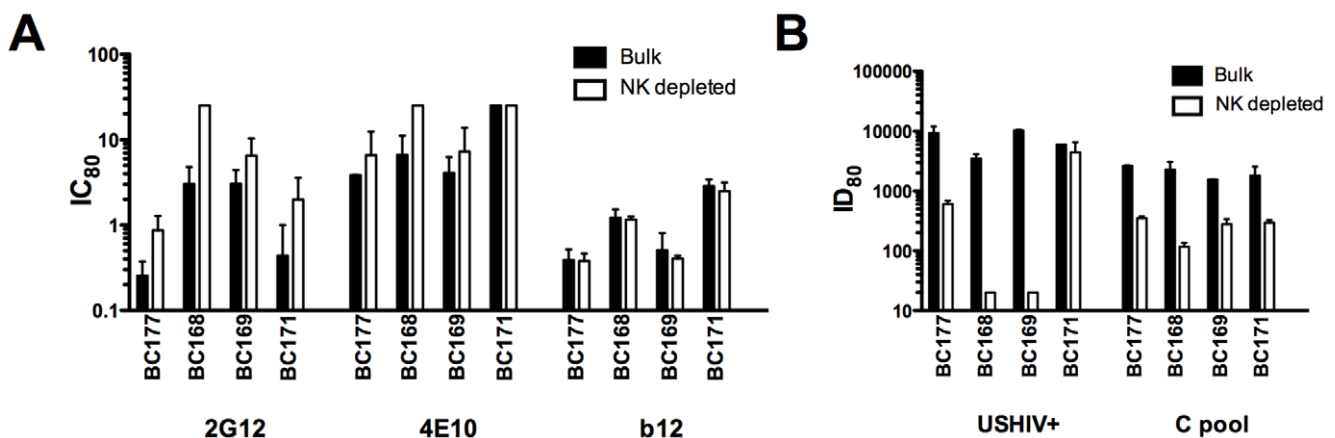 A
IC80
100
10
1
0.1
Bulk
NK depleted
BC177
BC168
BC169
BC171
BC177
BC168
BC169
BC171
BC177
BC168
BC169
BC171
2G12
4E10
b12
B
ID80
100000
10000
1000
100
10
Bulk
NK depleted
BC177
BC168
BC169
BC171
BC177
BC168
BC169
BC171
USHIV+
C pool